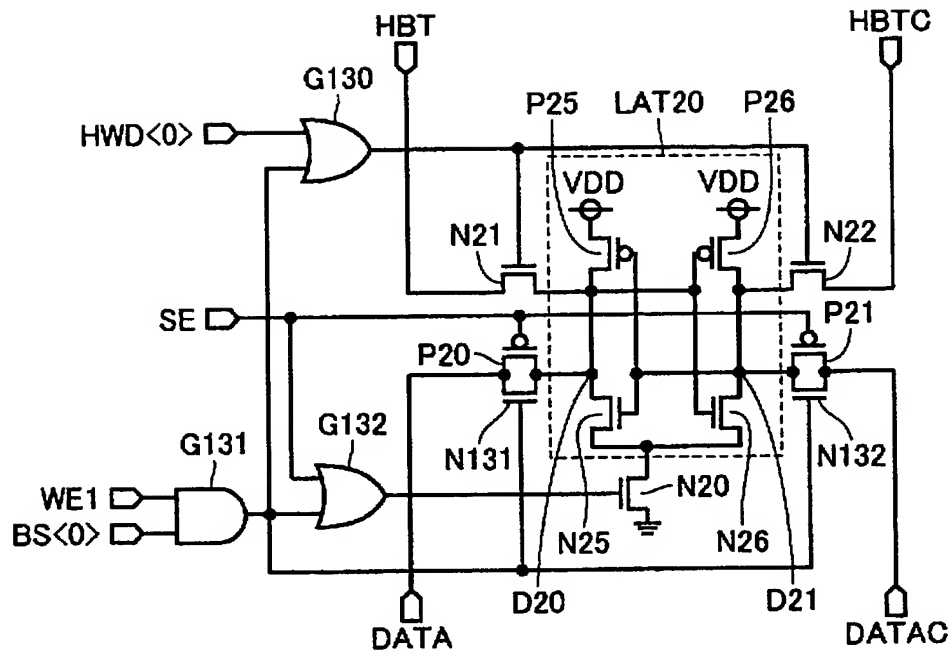 HBT
HBTC
G130
P25
LAT20
P26
HWD<0>
VDD
VDD
N21
N22
SE
P20
P21
G131
G132
N131
N132
WE1
N20
BS<0>
N25
N26
D20
D21
DATA
DATAC